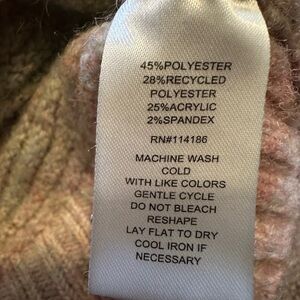 45%POLYESTER
28%RECYCLED
POLYESTER
25%ACRYLIC
2%SPANDEX
RN#114186
MACHINE WASH
COLD
WITH LIKE COLORS
GENTLE CYCLE
DO NOT BLEACH
RESHAPE
LAY FLAT TO DRY
COOL IRON IF
NECESSARY